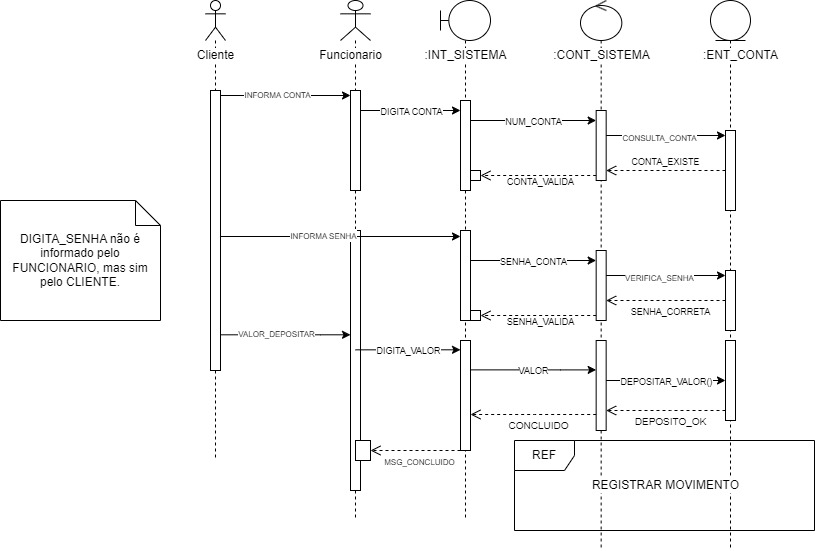 Cliente
Funcionario
:INT_SISTEMA
:CONT_SISTEMA
:ENT_CONTA
INFORMA CONTA
DIGITA CONTA
NUM_CONTA
CONSULTA_CONTA
CONTA_EXISTE
CONTA_VALIDA
DIGITA_SENHA não é
informado pelo
FUNCIONARIO, mas sim
pelo CLIENTE.
INFORMA SENHA
SENHA_CONTA
VERIFICA_SENHA
SENHA_CORRETA
SENHA_VALIDA
VALOR_DEPOSITAR
DIGITA_VALOR
VALOR
DEPOSITAR_VALOR()
DEPOSITO_OK
CONCLUIDO
MSG_CONCLUIDO
REF
REGISTRAR MOVIMENTO